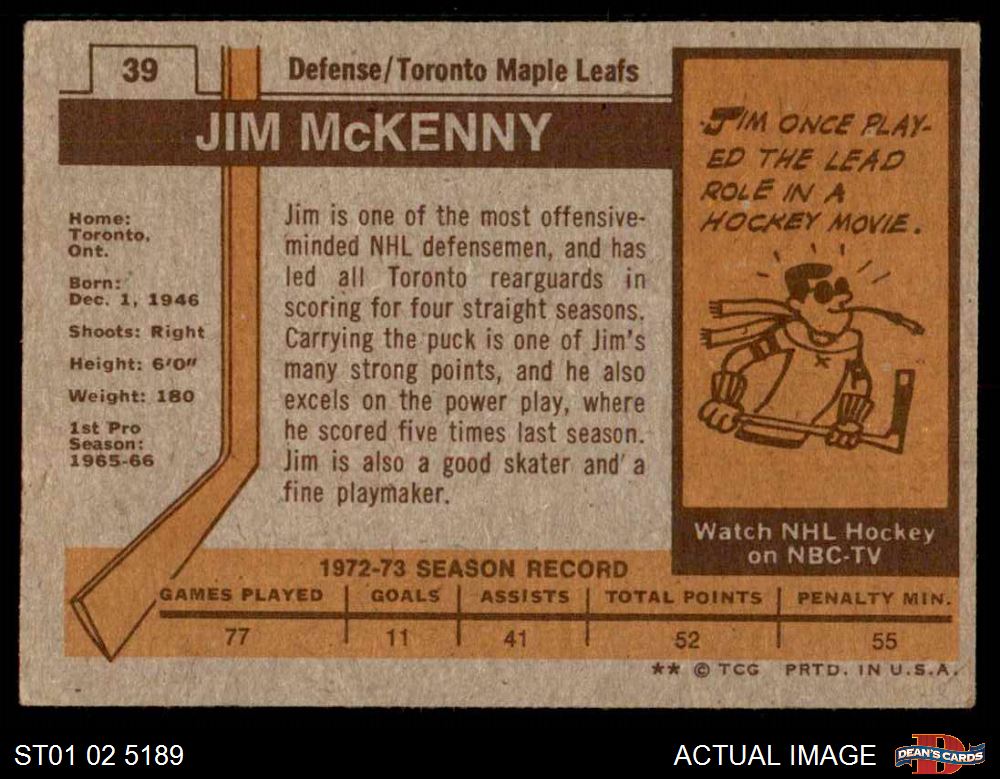 39
Defense/Toronto Maple Leafs
JIM McKENNY
Home:
Toronto,
Ont.
Born:
Dec. 1, 1946
Shoots: Right
Height: 6'0"
Weight: 180
1st Pro
Season:
1965-66
Jim is one of the most offensive-
minded NHL defensemen, and has
led all Toronto rearguards in
scoring for four straight seasons.
Carrying the puck is one of Jim's
many strong points, and he also
excels on the power play, where
he scored five times last season.
Jim is also a good skater and a
fine playmaker.
JIM ONCE PLAY-
ED THE LEAD
ROLE IN A
HOCKEY MOVIE.
Watch NHL Hockey
on NBC-TV
1972-73 SEASON RECORD
GAMES PLAYED GOALS ASSISTS TOTAL POINTS PENALTY MIN.
77 11 41 52 55
** © TCG PRTD. IN U.S.A.
ST01 02 5189
ACTUAL IMAGE
D
DEAN'S CARDS